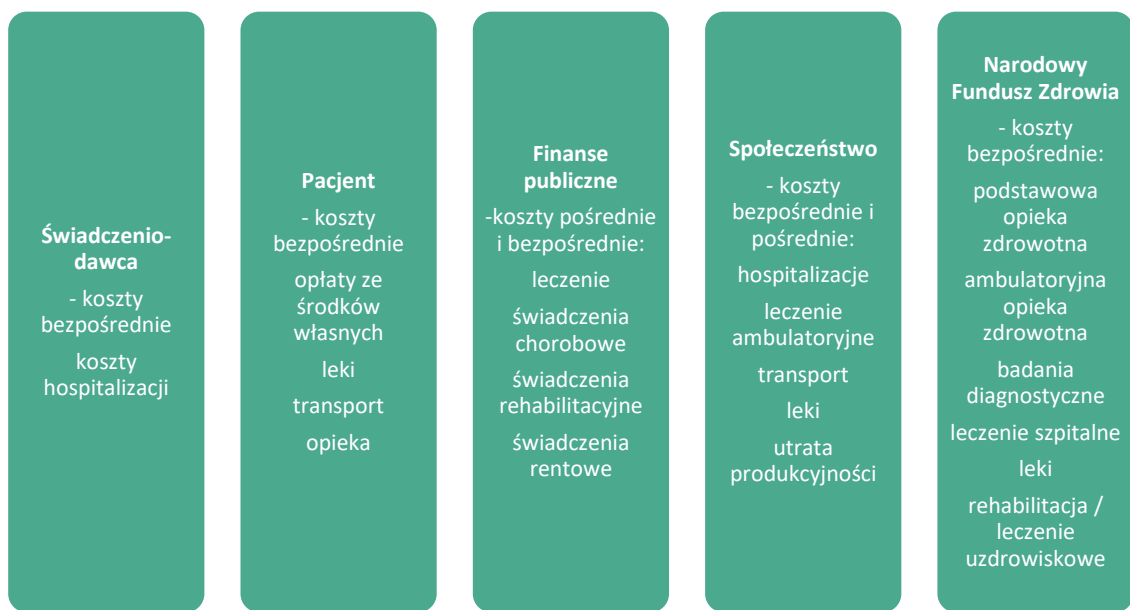 Świadczenio-
dawca
- koszty
bezpośrednie
koszty
hospitalizacji
Pacjent
- koszty
bezpośrednie
opłaty ze
środków
własnych
leki
transport
opieka
Finanse
publiczne
-koszty pośrednie
i bezpośrednie:
leczenie
świadczenia
chorobowe
świadczenia
rehabilitacyjne
świadczenia
rentowe
Społeczeństwo
- koszty
bezpośrednie i
pośrednie:
hospitalizacje
leczenie
ambulatoryjne
transport
leki
utrata
produkcyjności
Narodowy
Fundusz Zdrowia
- koszty
bezpośrednie:
podstawowa
opieka
zdrowotna
ambulatoryjna
opieka
zdrowotna
badania
diagnostyczne
leczenie szpitalne
leki
rehabilitacja /
leczenie
uzdrowiskowe